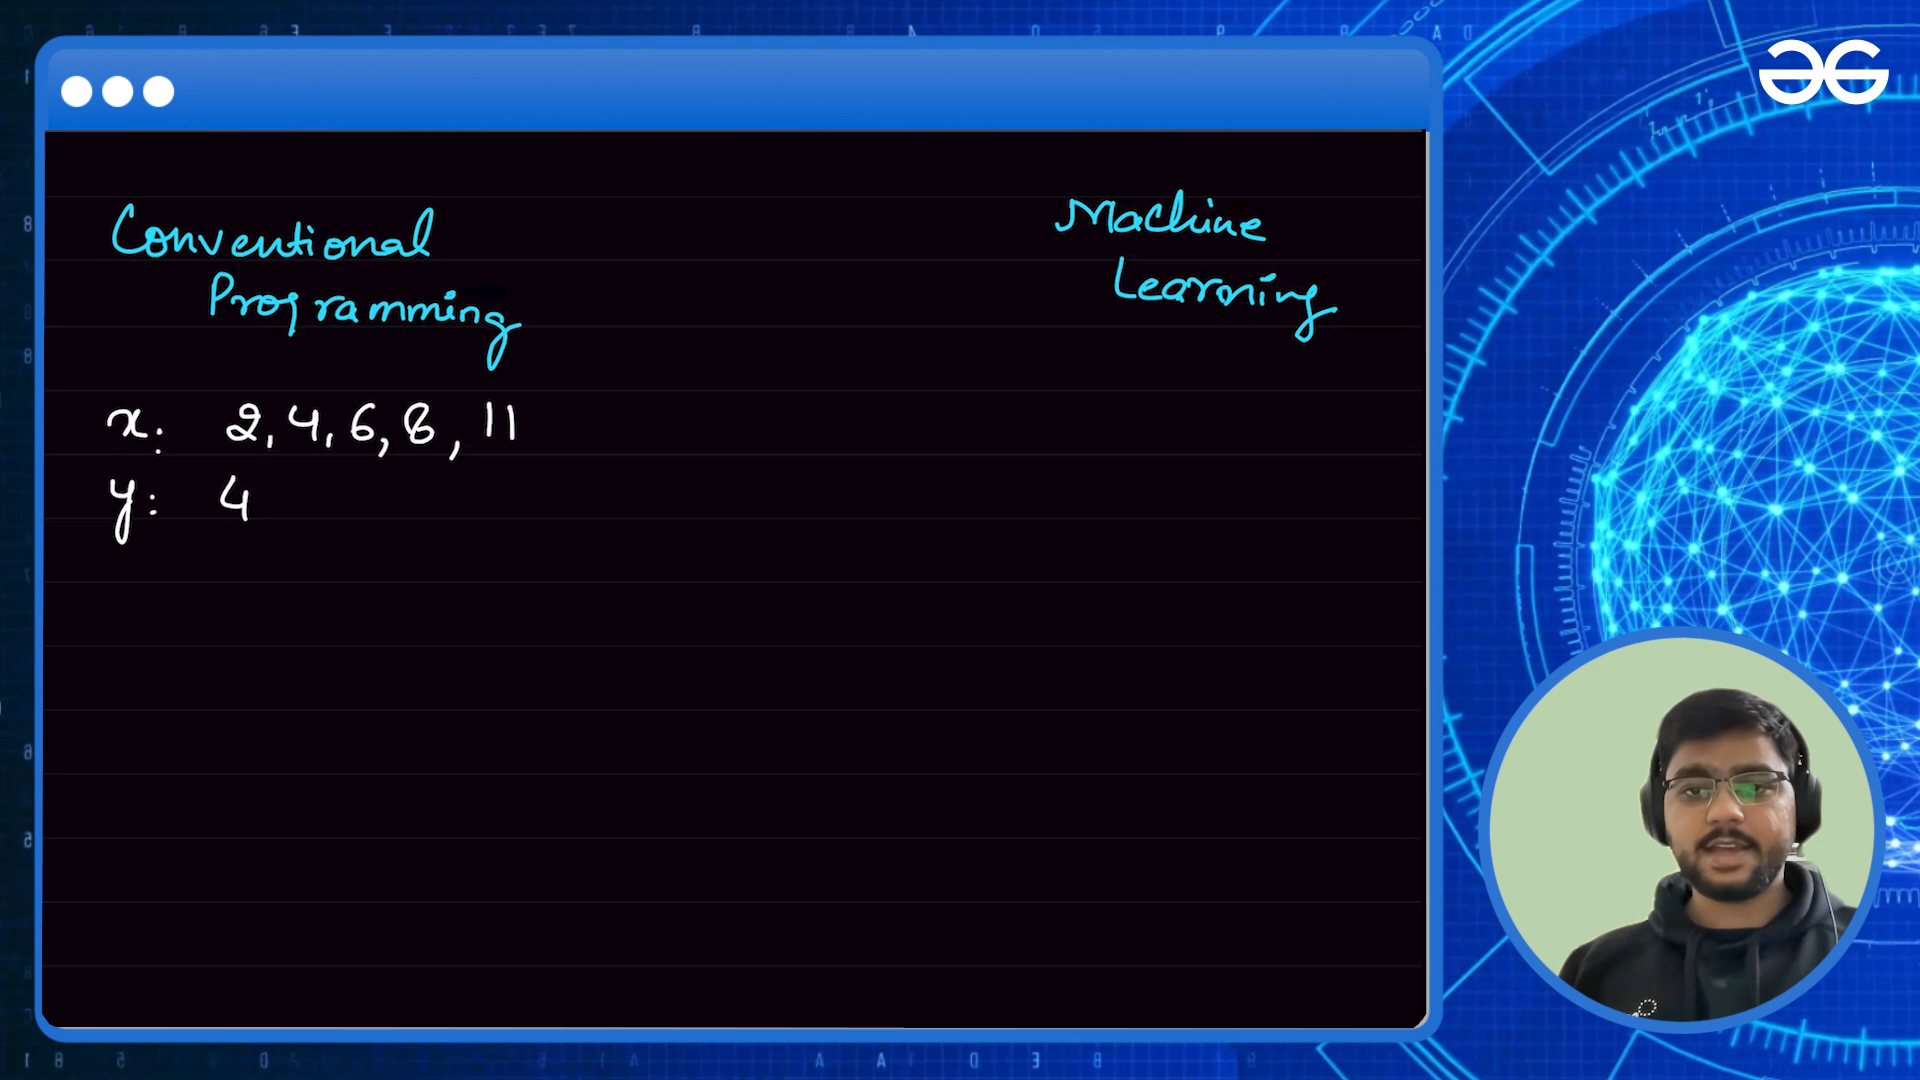 Conventional
Programming
Machine
Learning
x: 2, 4, 6, 8, 11
y: 4